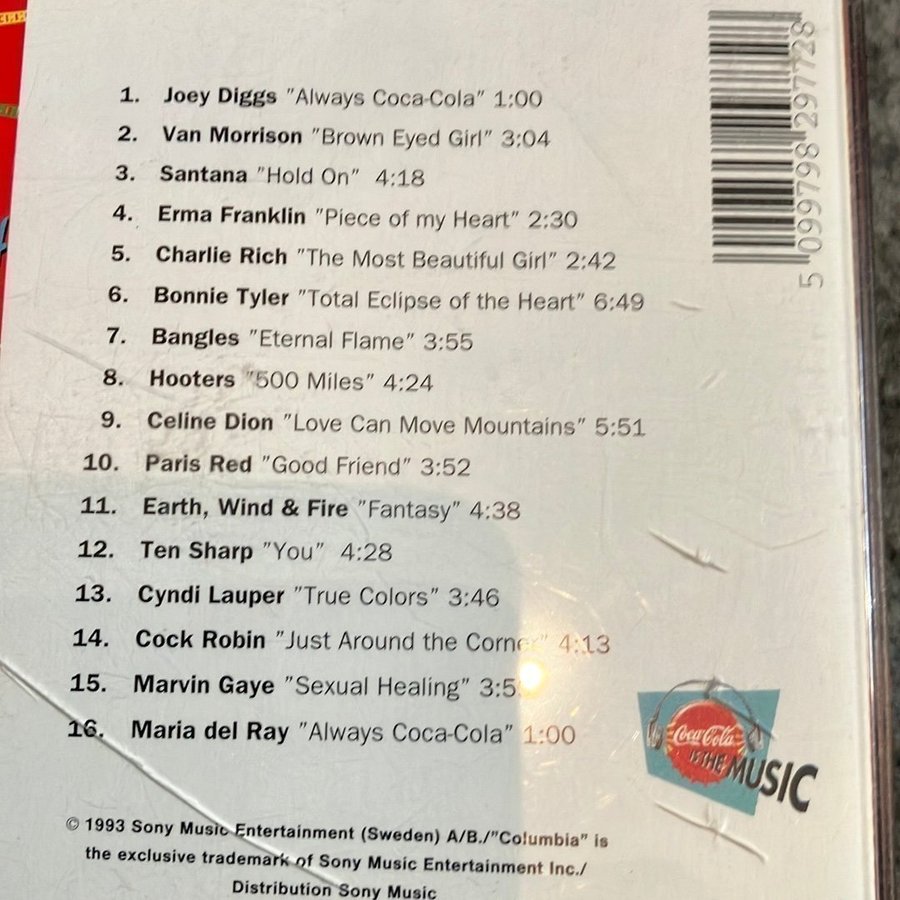 1. Joey Diggs "Always Coca-Cola" 1:00
2. Van Morrison "Brown Eyed Girl" 3:04
3. Santana "Hold On" 4:18
4. Erma Franklin "Piece of my Heart" 2:30
5. Charlie Rich "The Most Beautiful Girl" 2:42
6. Bonnie Tyler "Total Eclipse of the Heart" 6:49
7. Bangles "Eternal Flame" 3:55
8. Hooters "500 Miles" 4:24
9. Celine Dion "Love Can Move Mountains" 5:51
10. Paris Red "Good Friend" 3:52
11. Earth, Wind & Fire "Fantasy" 4:38
12. Ten Sharp "You" 4:28
13. Cyndi Lauper "True Colors" 3:46
14. Cock Robin "Just Around the Corner" 4:13
15. Marvin Gaye "Sexual Healing"
16. Maria del Ray "Always Coca-Cola" 1:00
© 1993 Sony Music Entertainment (Sweden) A/B./"Columbia" is
the exclusive trademark of Sony Music Entertainment Inc./
Distribution Sony Music
5 099798 297728
Coca-Cola
IS THE MUSIC